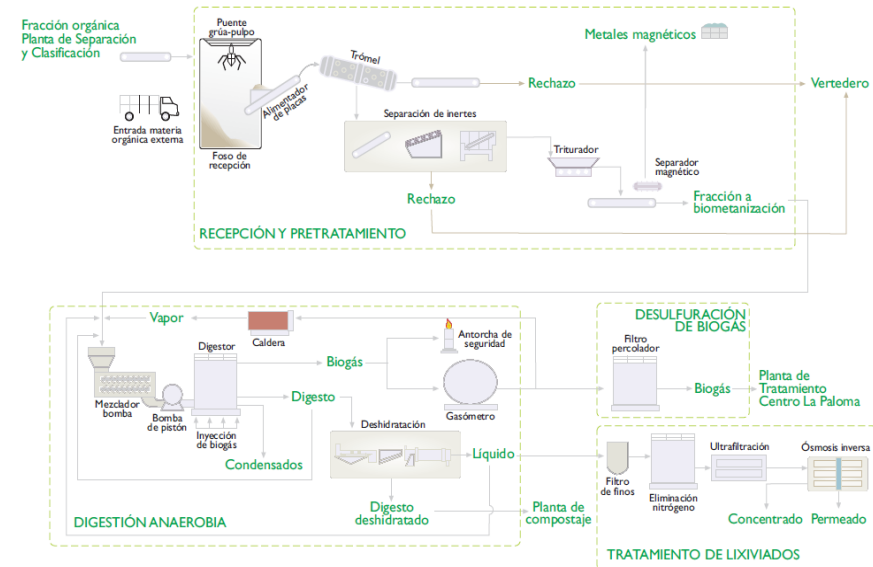 Fracción orgánica
Planta de Separación
y Clasificación
Puente
grúa-pulpo
Trómel
Alimentador
de placas
Entrada materia
orgánica externa
Foso de
recepción
Metales magnéticos
Rechazo
Vertedero
Separación de inertes
Triturador
Separador
magnético
Rechazo
Fracción a
biometanización
RECEPCIÓN Y PRETRATAMIENTO
Vapor
Caldera
Digestor
Biogás
Antorcha de
seguridad
Gasómetro
Mezclador
bomba
Bomba
de pistón
Inyección
de biogás
Digesto
Condensados
Deshidratación
Líquido
Digesto
deshidratado
Planta de
compostaje
DIGESTIÓN ANAEROBIA
DESULFURACIÓN
DE BIOGÁS
Filtro
percolador
Biogás
Planta de
Tratamiento
Centro La Paloma
Filtro
de finos
Eliminación
nitrógeno
Ultrafiltración
Ósmosis inversa
Concentrado
Permeado
TRATAMIENTO DE LIXIVIADOS